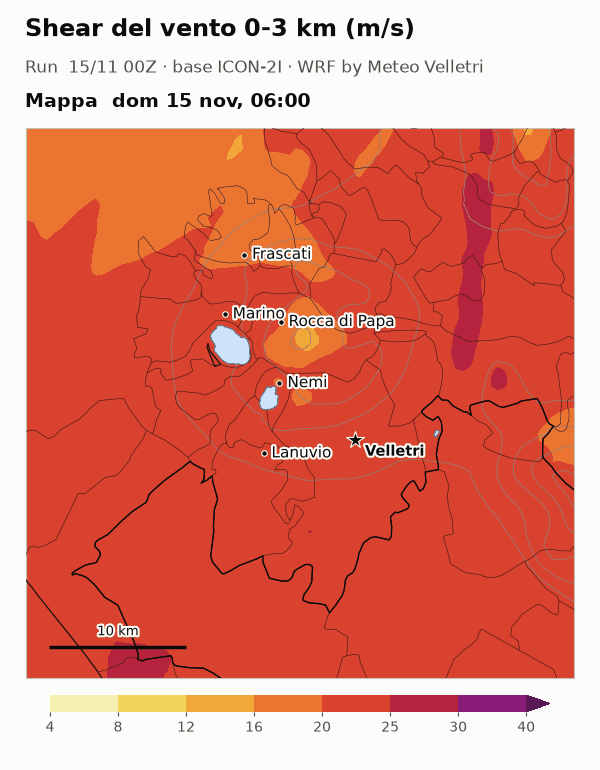 Shear del vento 0-3 km (m/s)
Run  15/11 00Z · base ICON-2I · WRF by Meteo Velletri
Mappa  dom 15 nov, 06:00
Frascati
Marino
Rocca di Papa
Nemi
Velletri
Lanuvio
10 km
4 8 12 16 20 25 30 40